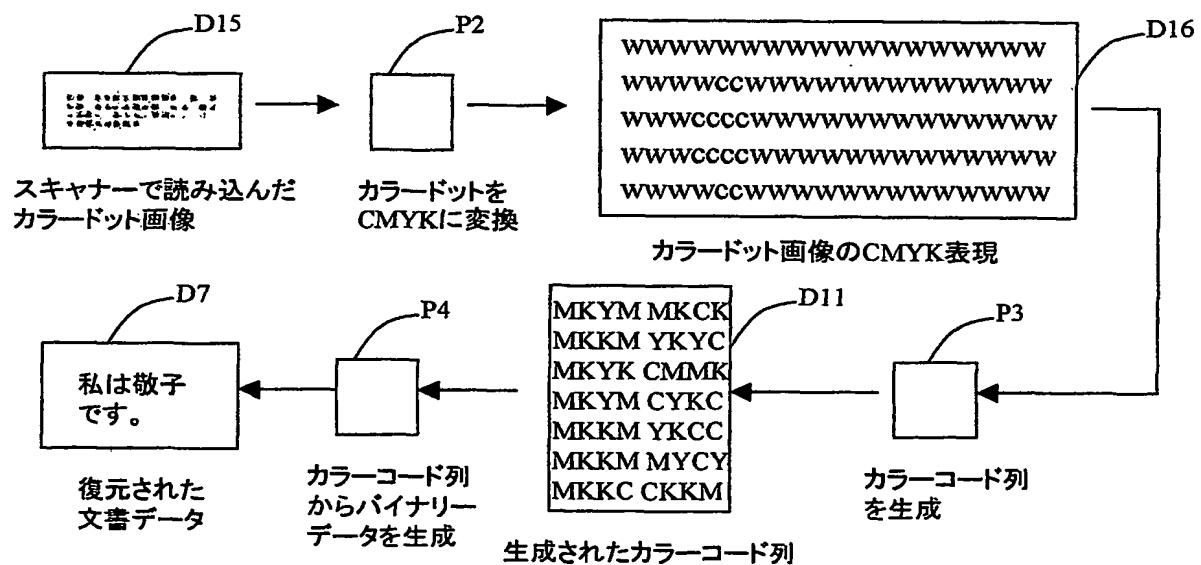 D15
P2
D16
WWWWWWWWWWWWWWWWWW
WWWWCCWWWWWWWWWWWW
WWWCCCCWWWWWWWWWWWW
WWWCCCCWWWWWWWWWWWW
WWWWCCWWWWWWWWWWWW
スキャナーで読み込んだ
カラードット画像
カラードットを
CMYKに変換
カラードット画像のCMYK表現
D7
P4
D11
P3
私は敬子
です。
MKYM MKCK
MKKM YKYC
MKYK CMMK
MKYM CYKC
MKKM YKCC
MKKM MYCY
MKKC CKKM
復元された
文書データ
カラーコード列
からバイナリー
データを生成
生成されたカラーコード列
カラーコード列
を生成